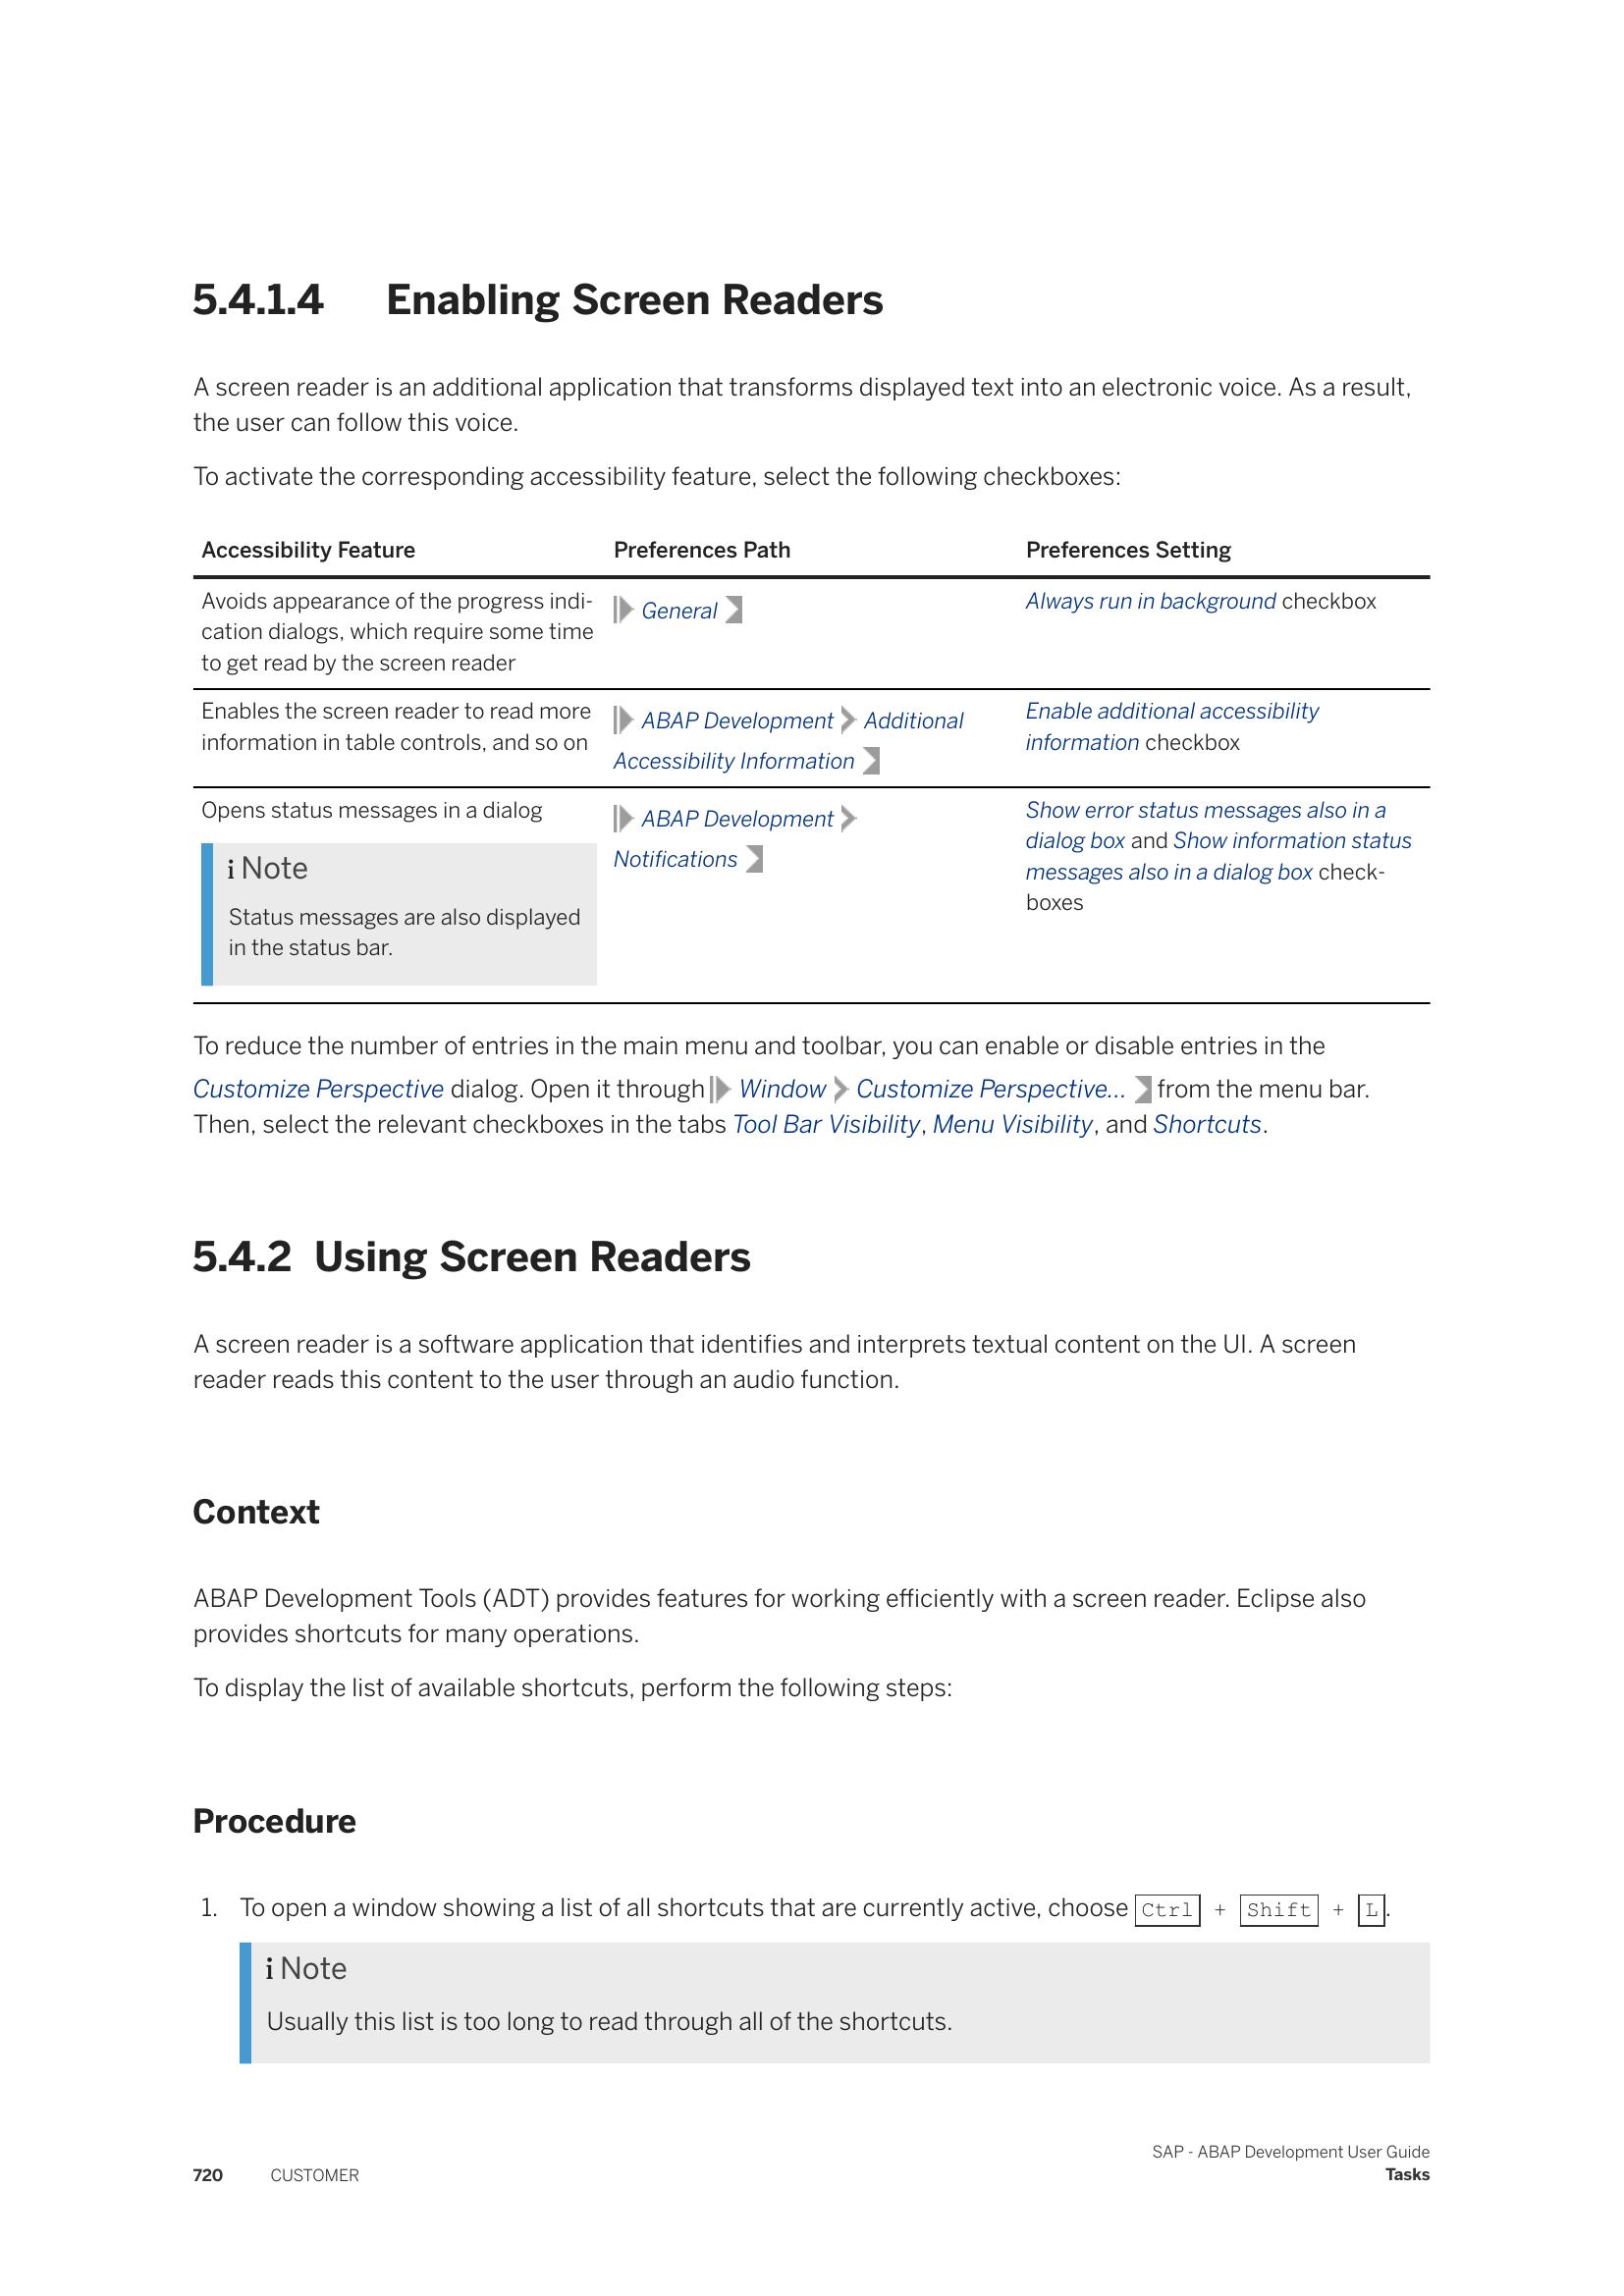 5.4.1.4 Enabling Screen Readers
A screen reader is an additional application that transforms displayed text into an electronic voice. As a result,
the user can follow this voice.
To activate the corresponding accessibility feature, select the following checkboxes:
Accessibility Feature Preferences Path Preferences Setting
Avoids appearance of the progress indi-
cation dialogs, which require some time
to get read by the screen reader
General
Always run in background checkbox
Enables the screen reader to read more
information in table controls, and so on
ABAP Development Additional
Accessibility Information
Enable additional accessibility
information checkbox
Opens status messages in a dialog
i Note
Status messages are also displayed
in the status bar.
ABAP Development
Notifications
Show error status messages also in a
dialog box and Show information status
messages also in a dialog box check-
boxes
To reduce the number of entries in the main menu and toolbar, you can enable or disable entries in the
Customize Perspective dialog. Open it through Window Customize Perspective... from the menu bar.
Then, select the relevant checkboxes in the tabs Tool Bar Visibility, Menu Visibility, and Shortcuts.
5.4.2 Using Screen Readers
A screen reader is a software application that identifies and interprets textual content on the UI. A screen
reader reads this content to the user through an audio function.
Context
ABAP Development Tools (ADT) provides features for working efficiently with a screen reader. Eclipse also
provides shortcuts for many operations.
To display the list of available shortcuts, perform the following steps:
Procedure
1. To open a window showing a list of all shortcuts that are currently active, choose Ctrl + Shift + L.
i Note
Usually this list is too long to read through all of the shortcuts.
SAP - ABAP Development User Guide
720 CUSTOMER Tasks